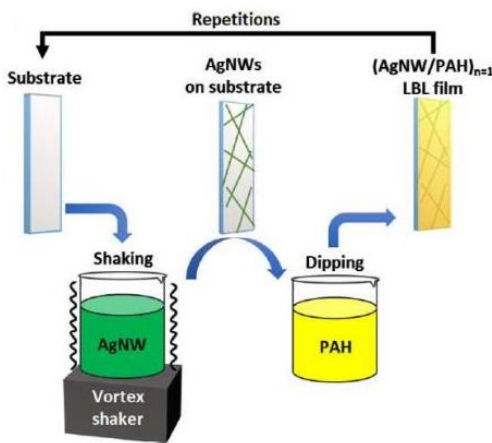 Repetitions
Substrate
AgNWs
on substrate
(AgNW/PAH)n=1
LBL film
Shaking
Dipping
AgNW
PAH
Vortex
shaker